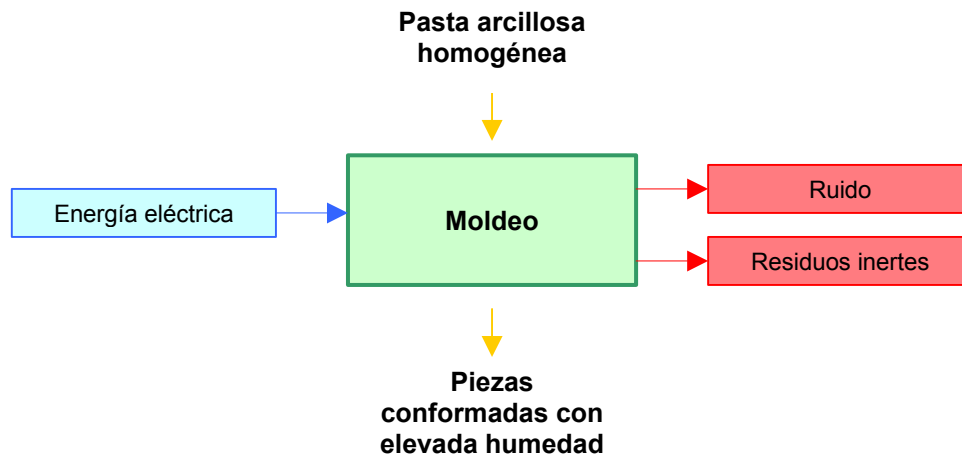 Pasta arcillosa
homogénea
Energía eléctrica
Moldeo
Ruido
Residuos inertes
Piezas
conformadas con
elevada humedad